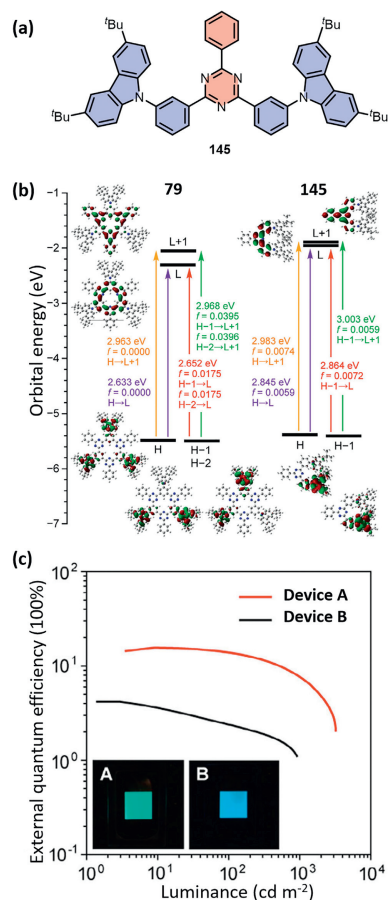 (a)
tBu
tBu
N
N
N
N
N
tBu
tBu
145
(b)
79
145
Orbital energy (eV)
−1
−2
−3
−4
−5
−6
−7
L+1
L
2.963 eV
f = 0.0000
H→L+1
2.633 eV
f = 0.0000
H→L
2.968 eV
f = 0.0395
H−1→L+1
f = 0.0396
H−2→L+1
2.652 eV
f = 0.0175
H−1→L
f = 0.0175
H−2→L
H
H−1
H−2
L+1
L
2.983 eV
f = 0.0074
H→L+1
2.845 eV
f = 0.0059
H→L
3.003 eV
f = 0.0059
H−1→L+1
2.864 eV
f = 0.0072
H−1→L
H
H−1
(c)
External quantum efficiency (100%)
10²
10¹
10⁰
10⁻¹
Device A
Device B
A
B
10⁰
10¹
10²
10³
10⁴
Luminance (cd m⁻²)